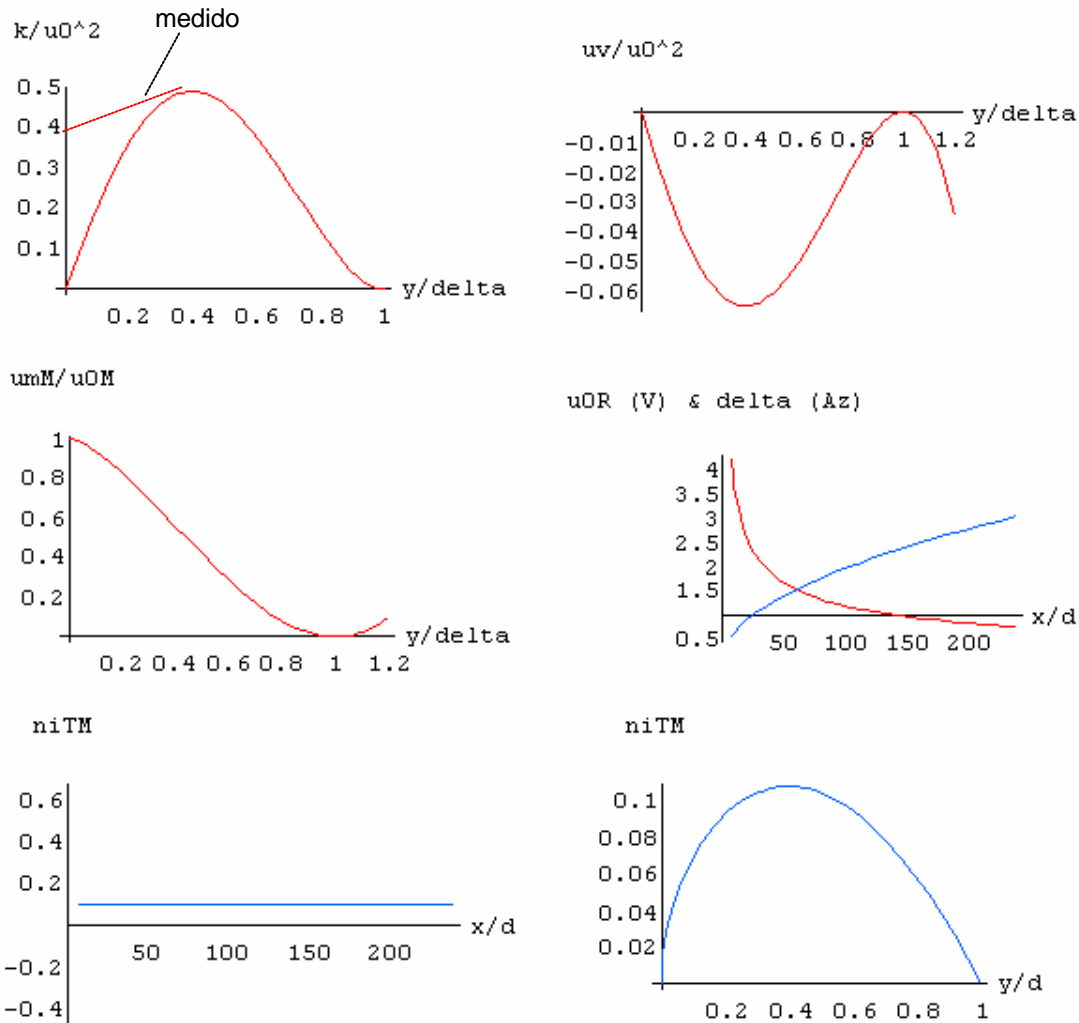 medido
k/u0^2
0.5
0.4
0.3
0.2
0.1
y/delta
0.2 0.4 0.6 0.8 1
uv/u0^2
y/delta
0.2 0.4 0.6 0.8 1 1.2
-0.01
-0.02
-0.03
-0.04
-0.05
-0.06
umM/u0M
1
0.8
0.6
0.4
0.2
y/delta
0.2 0.4 0.6 0.8 1 1.2
u0R (V) & delta (Az)
4
3.5
3
2.5
2
1.5
x/d
0.5
50 100 150 200
niTM
0.6
0.4
0.2
x/d
50 100 150 200
-0.2
-0.4
niTM
0.1
0.08
0.06
0.04
0.02
y/d
0.2 0.4 0.6 0.8 1